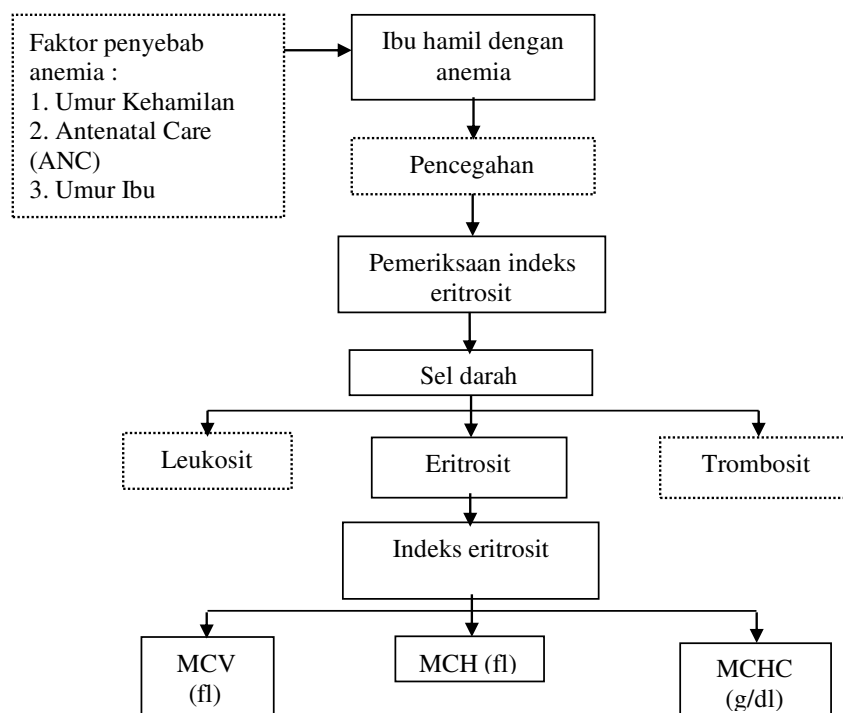 Faktor penyebab
anemia :
1. Umur Kehamilan
2. Antenatal Care
(ANC)
3. Umur Ibu
Ibu hamil dengan
anemia
Pencegahan
Pemeriksaan indeks
eritrosit
Sel darah
Leukosit
Eritrosit
Trombosit
Indeks eritrosit
MCV
(fl)
MCH (fl)
MCHC
(g/dl)